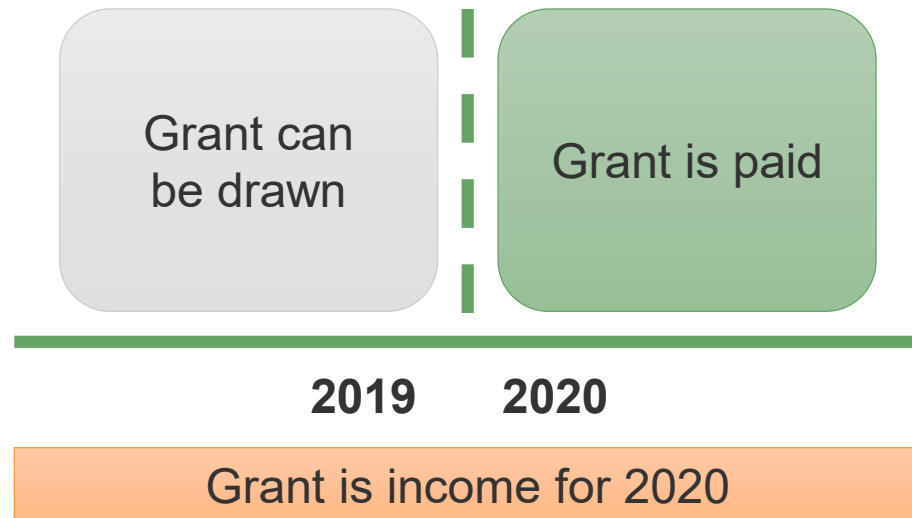 Grant can
be drawn
Grant is paid
2019 2020
Grant is income for 2020